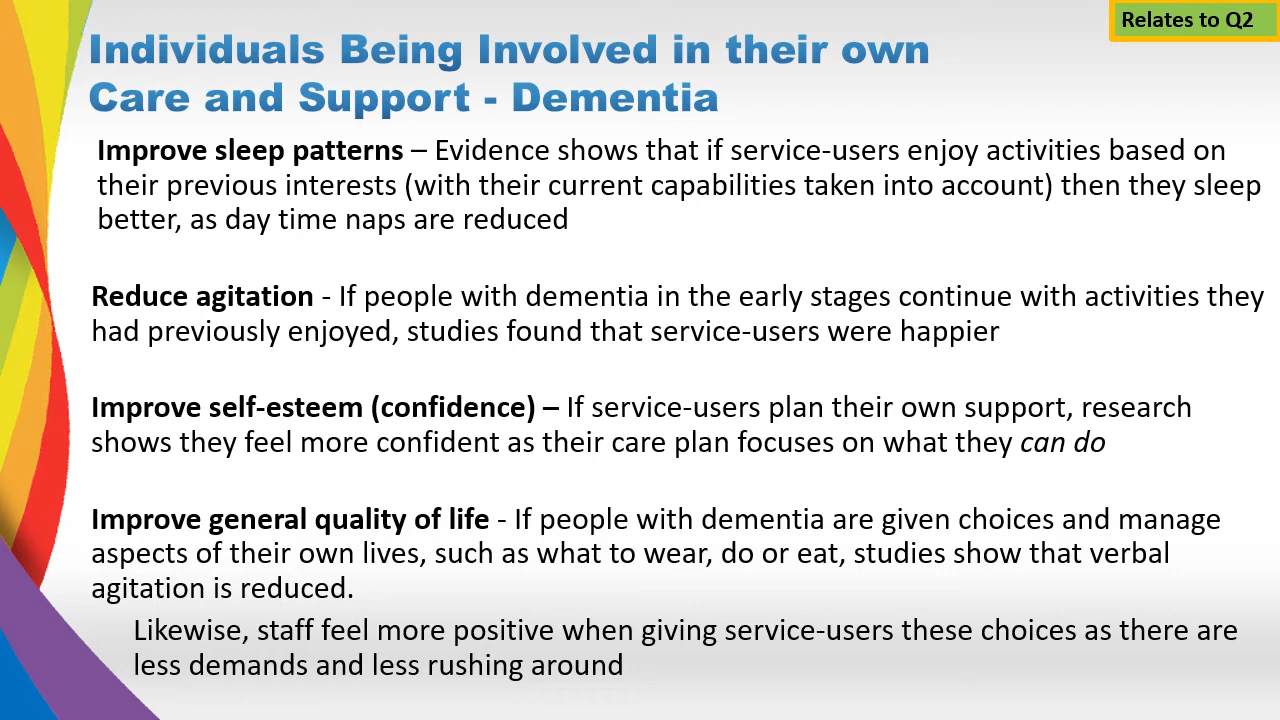 Relates to Q2
Individuals Being Involved in their own
Care and Support - Dementia
Improve sleep patterns – Evidence shows that if service-users enjoy activities based on
their previous interests (with their current capabilities taken into account) then they sleep
better, as day time naps are reduced
Reduce agitation - If people with dementia in the early stages continue with activities they
had previously enjoyed, studies found that service-users were happier
Improve self-esteem (confidence) – If service-users plan their own support, research
shows they feel more confident as their care plan focuses on what they can do
Improve general quality of life - If people with dementia are given choices and manage
aspects of their own lives, such as what to wear, do or eat, studies show that verbal
agitation is reduced.
Likewise, staff feel more positive when giving service-users these choices as there are
less demands and less rushing around